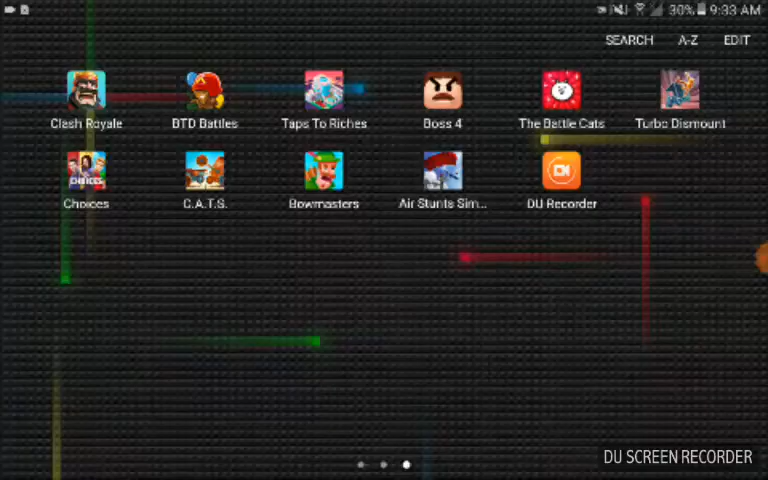 30% 9:33 AM
SEARCH A-Z EDIT
Clash Royale BTD Battles Taps To Riches Boss 4 The Battle Cats Turbo Dismount
CHOICES
Choices C.A.T.S. Bowmasters Air Stunts Sim... DU Recorder
DU SCREEN RECORDER